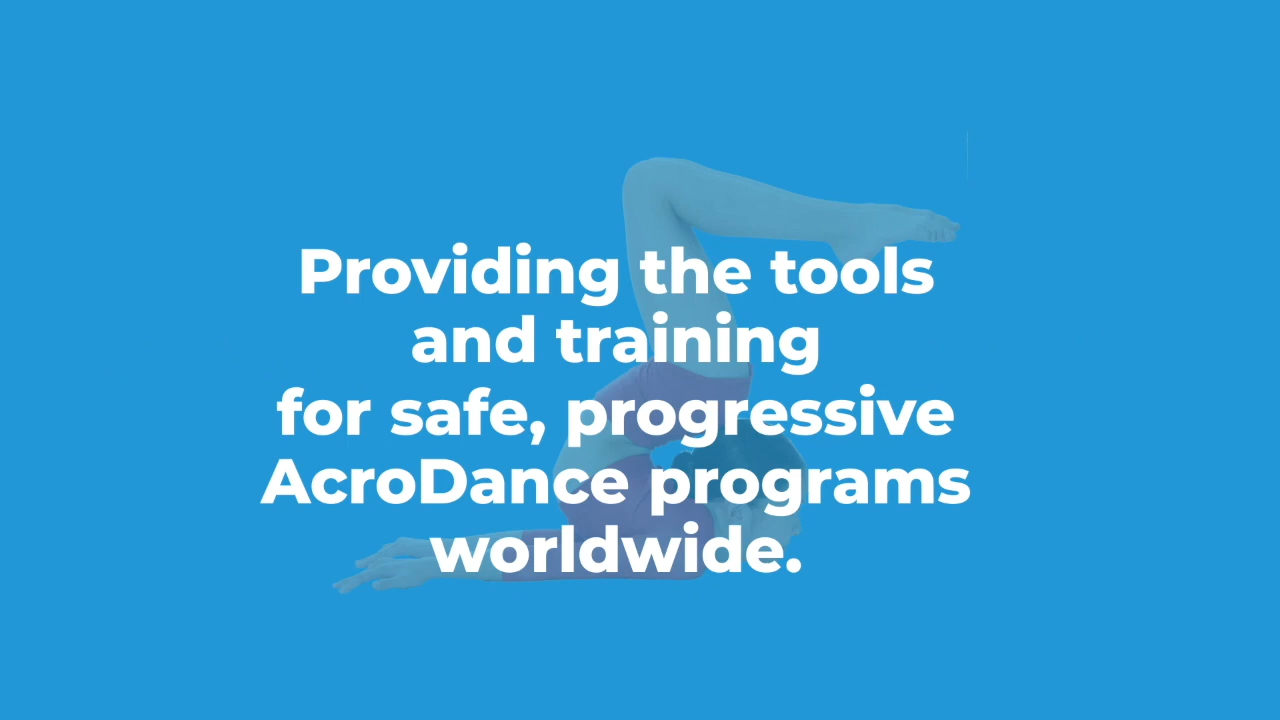 Providing the tools
and training
for safe, progressive
AcroDance programs
worldwide.